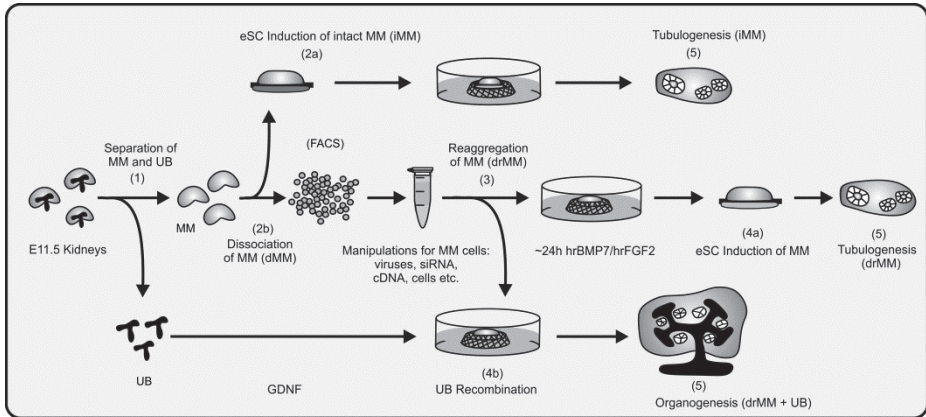 eSC Induction of intact MM (iMM)
(2a)
Tubulogenesis (iMM)
(5)
Separation of
MM and UB
(1)
(FACS)
Reaggregation
of MM (drMM)
(3)
E11.5 Kidneys
MM
(2b)
Dissociation
of MM (dMM)
Manipulations for MM cells:
viruses, siRNA,
cDNA, cells etc.
~24h hrBMP7/hrFGF2
(4a)
eSC Induction of MM
(5)
Tubulogenesis
(drMM)
UB
GDNF
(4b)
UB Recombination
(5)
Organogenesis (drMM + UB)